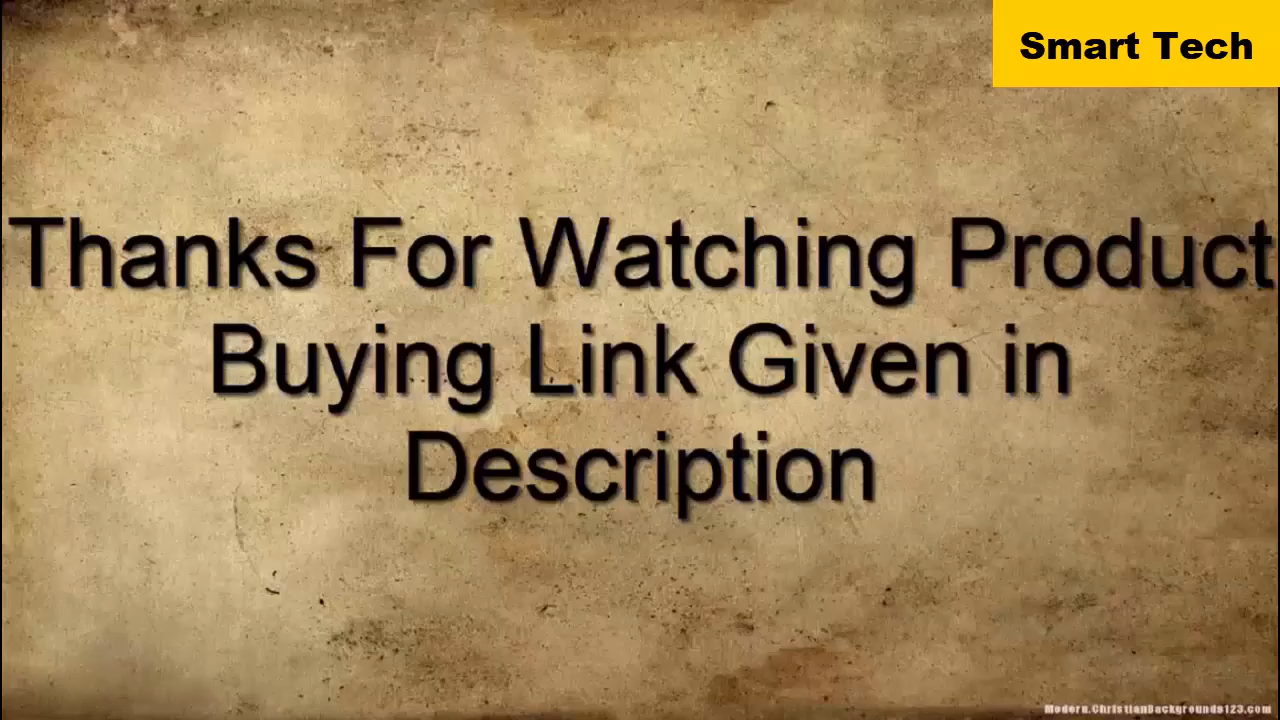 Smart Tech
Thanks For Watching Product
Buying Link Given in
Description
Modern.ChristianBackgrounds123.com